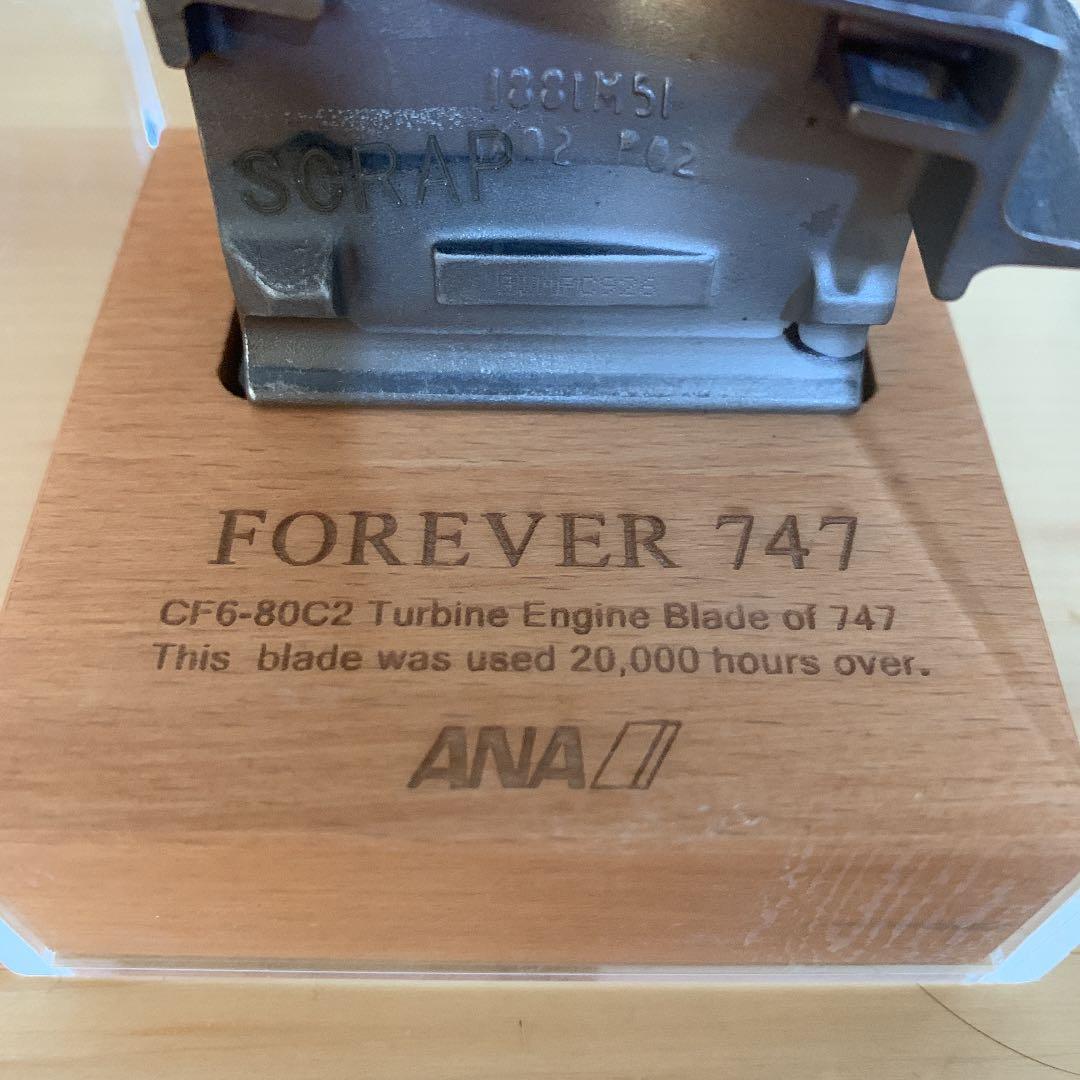 1881M51
P02
SCRAP
FOREVER 747
CF6-80C2 Turbine Engine Blade of 747
This blade was used 20,000 hours over.
ANA